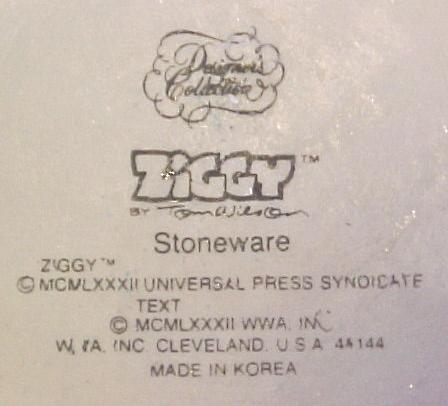 Designer's
Collection
ZIGGY™
BY Tom Wilson
Stoneware
ZIGGY™
© MCMLXXXII UNIVERSAL PRESS SYNDICATE
TEXT
© MCMLXXXII WWA, INC
W.W.A. INC. CLEVELAND. U.S.A. 44144
MADE IN KOREA